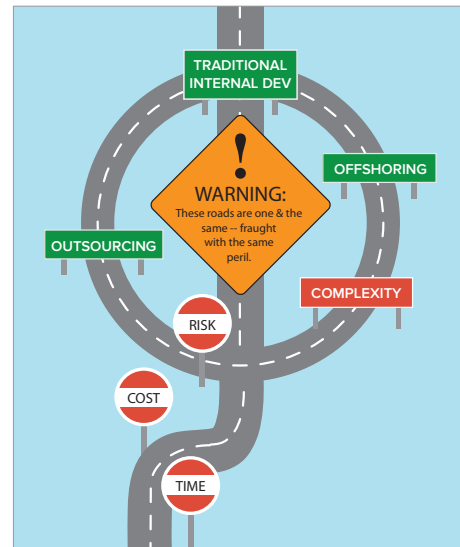 TRADITIONAL
INTERNAL DEV
!
WARNING:
These roads are one & the
same -- fraught
with the same
peril.
OFFSHORING
OUTSOURCING
COMPLEXITY
RISK
COST
TIME